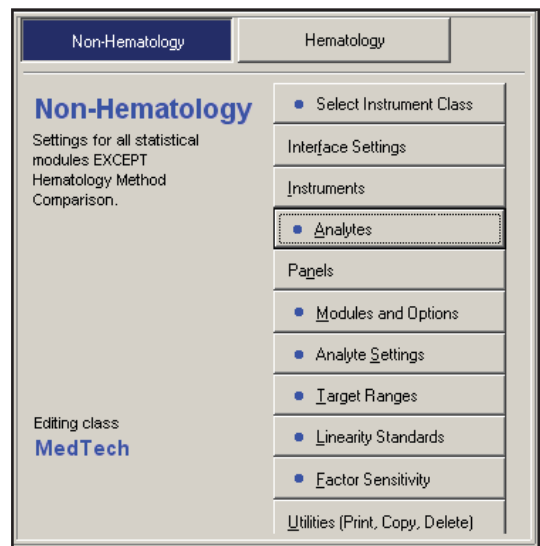 Non-Hematology
Hematology
Non-Hematology
Settings for all statistical
modules EXCEPT
Hematology Method
Comparison.
Editing class
MedTech
Select Instrument Class
Interface Settings
Instruments
Analytes
Panels
Modules and Options
Analyte Settings
Target Ranges
Linearity Standards
Factor Sensitivity
Utilities (Print, Copy, Delete)